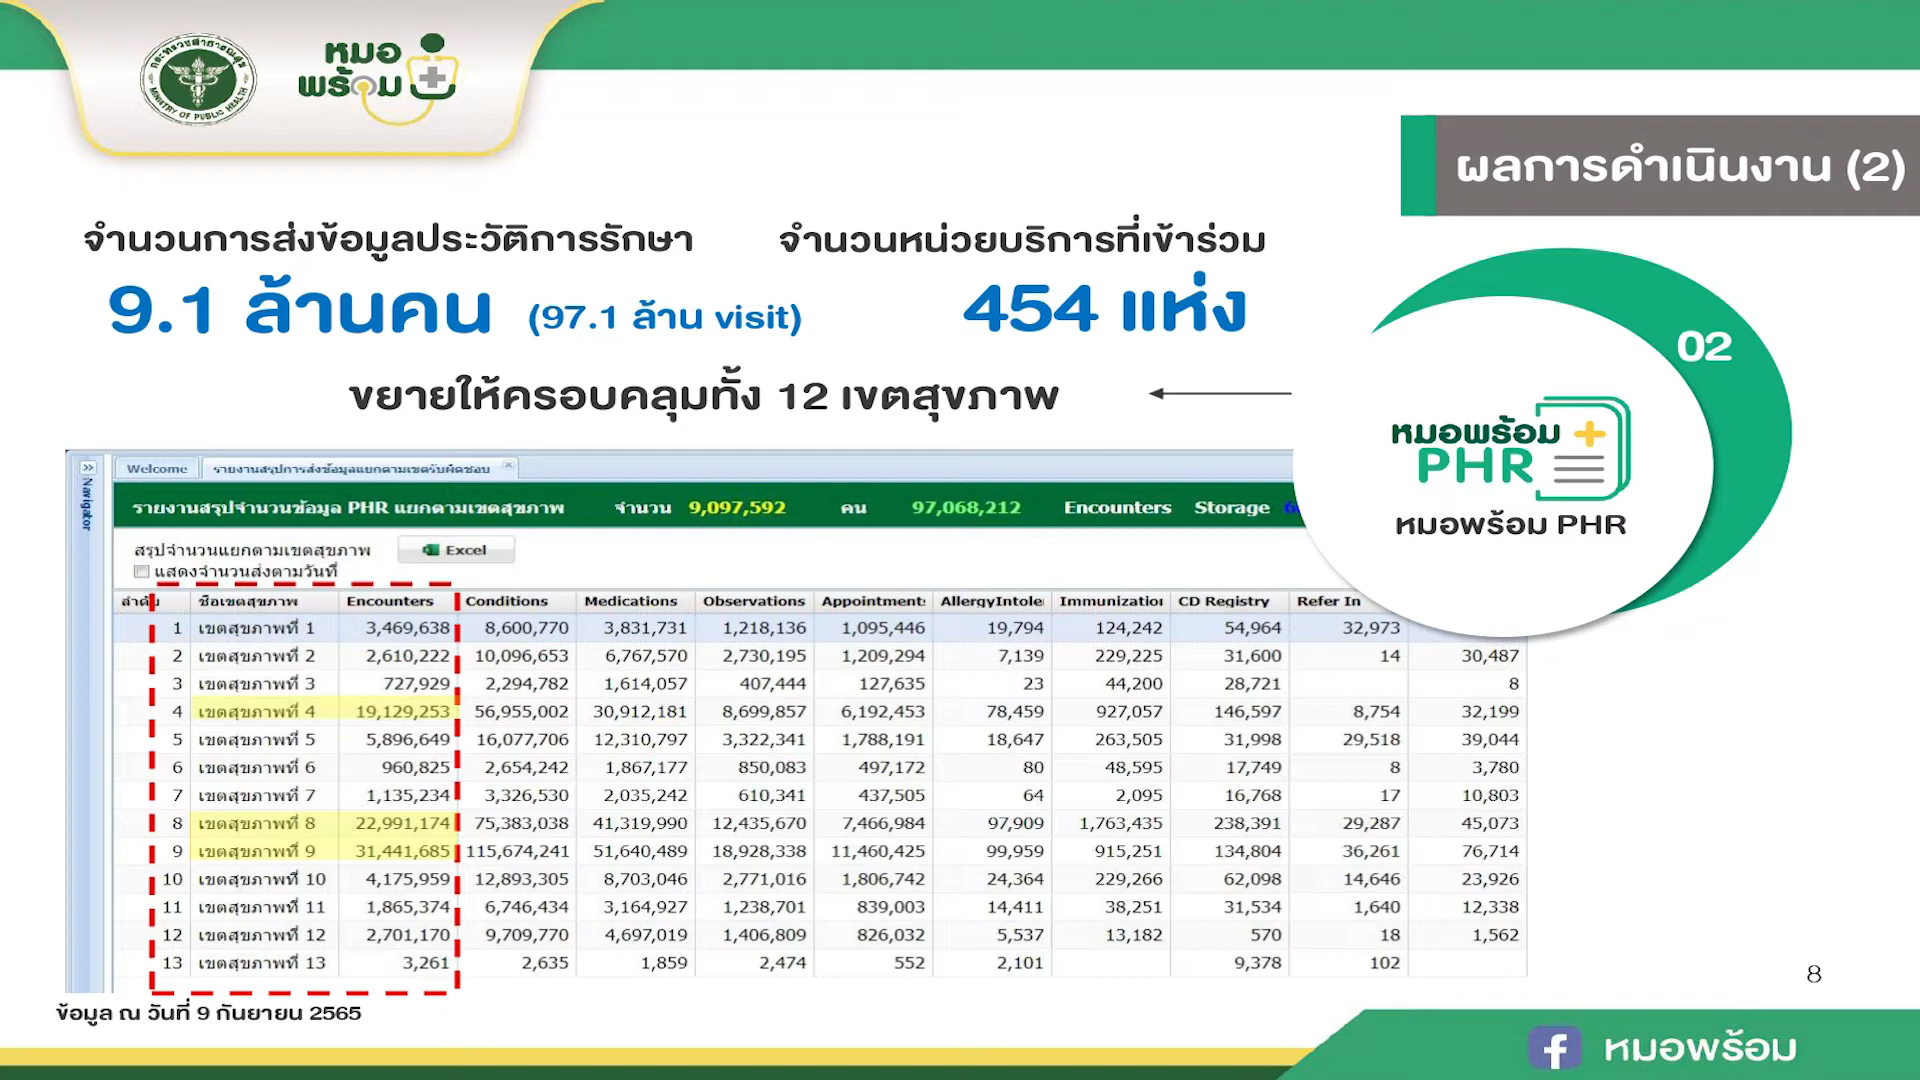 กระทรวงสาธารณสุข
MINISTRY OF PUBLIC HEALTH
หมอ
พร้อม
ผลการดำเนินงาน (2)
จำนวนการส่งข้อมูลประวัติการรักษา จำนวนหน่วยบริการที่เข้าร่วม
9.1 ล้านคน (97.1 ล้าน visit) 454 แห่ง
ขยายให้ครอบคลุมทั้ง 12 เขตสุขภาพ
02
หมอพร้อม
PHR
หมอพร้อม PHR
Navigator
Welcome รายงานสรุปการส่งข้อมูลแยกตามเขตรับผิดชอบ
รายงานสรุปจำนวนข้อมูล PHR แยกตามเขตสุขภาพ จำนวน 9,097,592 คน 97,068,212 Encounters Storage
สรุปจำนวนแยกตามเขตสุขภาพ Excel
แสดงจำนวนส่งตามวันที่
ลำดับ ชื่อเขตสุขภาพ Encounters Conditions Medications Observations Appointment AllergyIntole Immunizatio CD Registry Refer In
1 เขตสุขภาพที่ 1 3,469,638 8,600,770 3,831,731 1,218,136 1,095,446 19,794 124,242 54,964 32,973
2 เขตสุขภาพที่ 2 2,610,222 10,096,653 6,767,570 2,730,195 1,209,294 7,139 229,225 31,600 14 30,487
3 เขตสุขภาพที่ 3 727,929 2,294,782 1,614,057 407,444 127,635 23 44,200 28,721 8
4 เขตสุขภาพที่ 4 19,129,253 56,955,002 30,912,181 8,699,857 6,192,453 78,459 927,057 146,597 8,754 32,199
5 เขตสุขภาพที่ 5 5,896,649 16,077,706 12,310,797 3,322,341 1,788,191 18,647 263,505 31,998 29,518 39,044
6 เขตสุขภาพที่ 6 960,825 2,654,242 1,867,177 850,083 497,172 80 48,595 17,749 8 3,780
7 เขตสุขภาพที่ 7 1,135,234 3,326,530 2,035,242 610,341 437,505 64 2,095 16,768 17 10,803
8 เขตสุขภาพที่ 8 22,991,174 75,383,038 41,319,990 12,435,670 7,466,984 97,909 1,763,435 238,391 29,287 45,073
9 เขตสุขภาพที่ 9 31,441,685 115,674,241 51,640,489 18,928,338 11,460,425 99,959 915,251 134,804 36,261 76,714
10 เขตสุขภาพที่ 10 4,175,959 12,893,305 8,703,046 2,771,016 1,806,742 24,364 229,266 62,098 14,646 23,926
11 เขตสุขภาพที่ 11 1,865,374 6,746,434 3,164,927 1,238,701 839,003 14,411 38,251 31,534 1,640 12,338
12 เขตสุขภาพที่ 12 2,701,170 9,709,770 4,697,019 1,406,809 826,032 5,537 13,182 570 18 1,562
13 เขตสุขภาพที่ 13 3,261 2,635 1,859 2,474 552 2,101 9,378 102
8
ข้อมูล ณ วันที่ 9 กันยายน 2565
หมอพร้อม